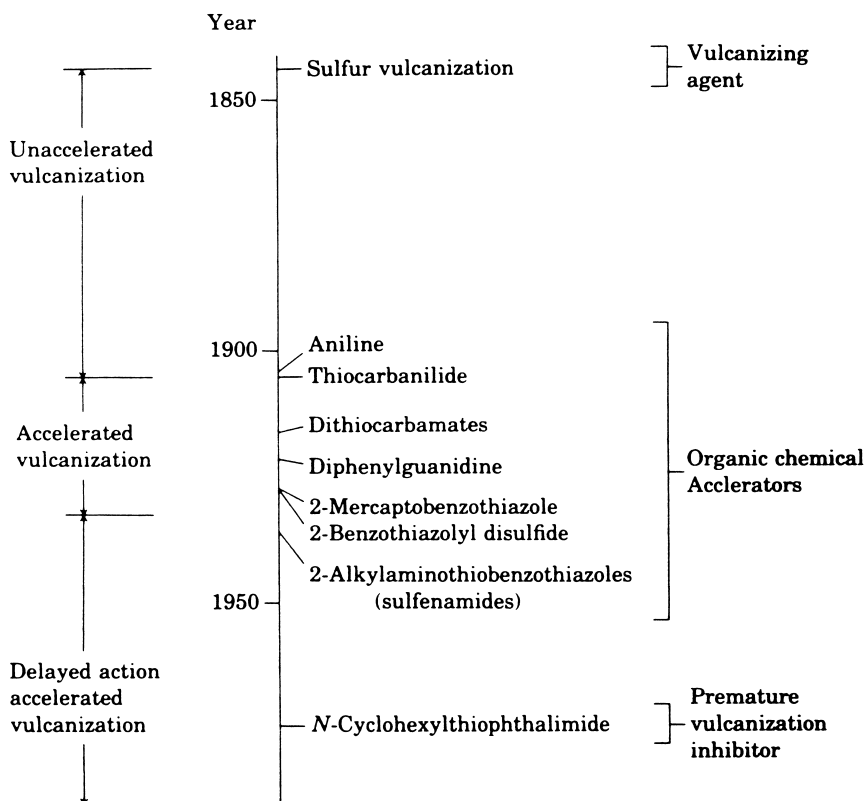 Year
Sulfur vulcanization
Vulcanizing
agent
1850
Unaccelerated
vulcanization
1900
Aniline
Thiocarbanilide
Accelerated
vulcanization
Dithiocarbamates
Diphenylguanidine
2-Mercaptobenzothiazole
2-Benzothiazolyl disulfide
Organic chemical
Acclerators
2-Alkylaminothiobenzothiazoles
(sulfenamides)
1950
Delayed action
accelerated
vulcanization
N-Cyclohexylthiophthalimide
Premature
vulcanization
inhibitor